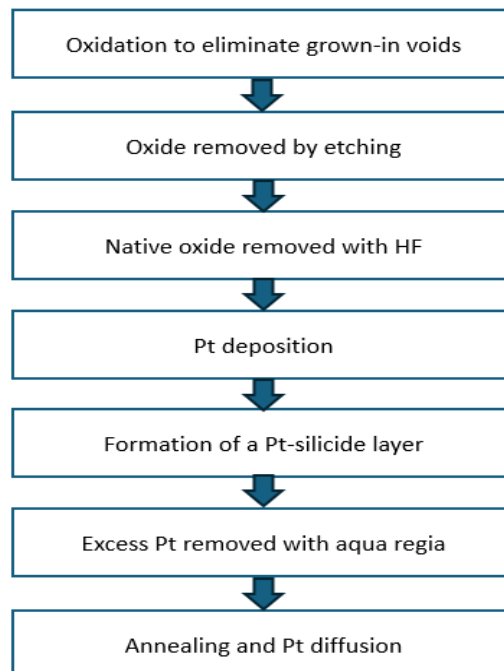 Oxidation to eliminate grown-in voids
Oxide removed by etching
Native oxide removed with HF
Pt deposition
Formation of a Pt-silicide layer
Excess Pt removed with aqua regia
Annealing and Pt diffusion